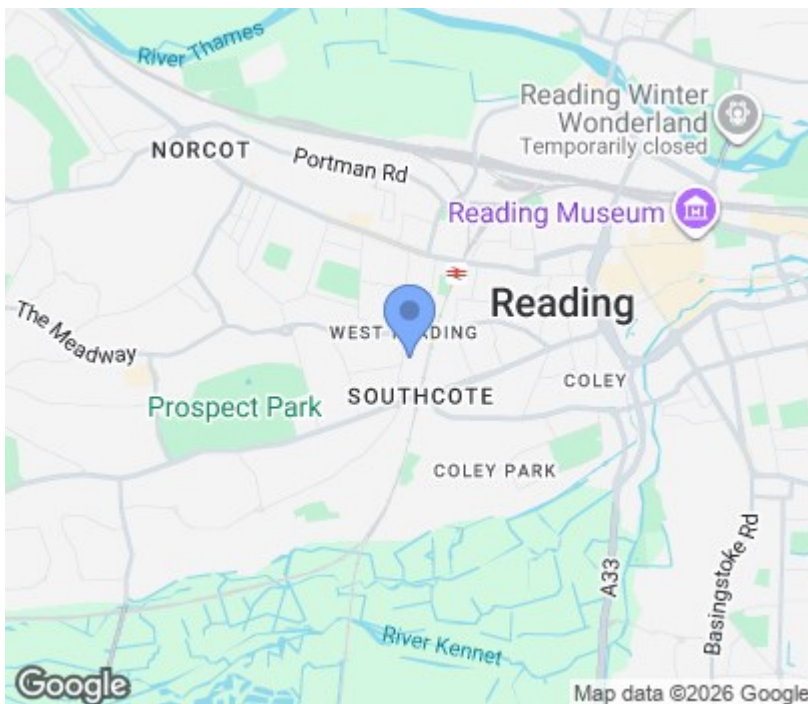 River Thames
Reading Winter
Wonderland
Temporarily closed
NORCOT
Portman Rd
Reading Museum
The Meadway
Reading
WEST READING
Prospect Park
SOUTHCOTE
COLEY
COLEY PARK
A33
Basingstoke Rd
River Kennet
Google
Map data ©2026 Google